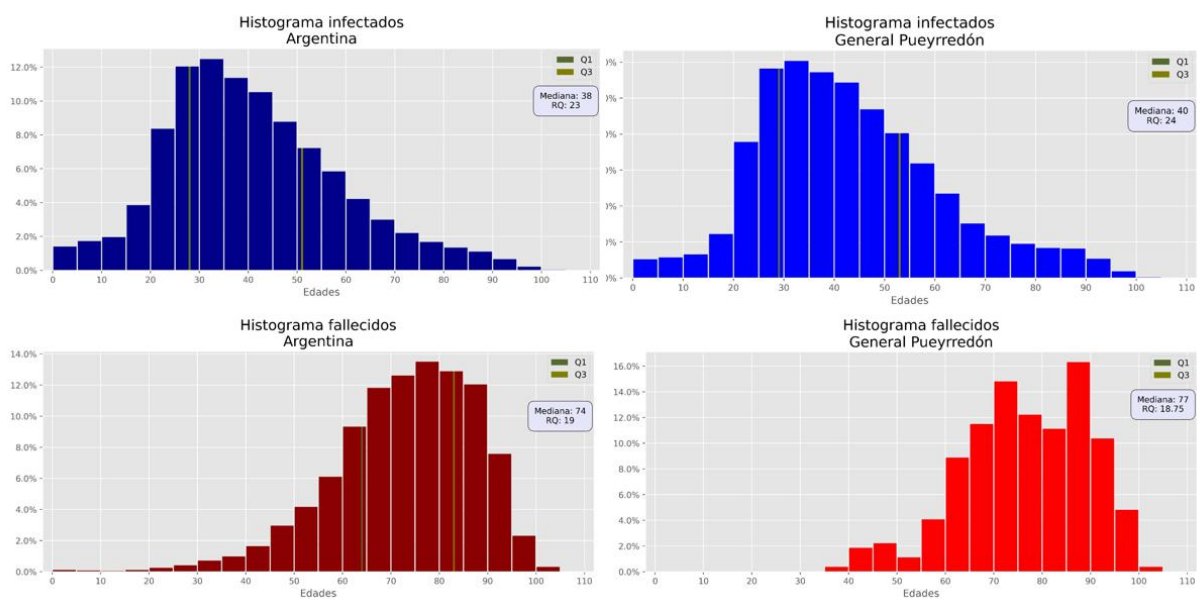 Histograma infectados
Argentina
12.0%
10.0%
8.0%
6.0%
4.0%
2.0%
0.0%
Q1
Q3
Mediana: 38
RQ: 23
0 10 20 30 40 50 60 70 80 90 100 110
Edades
Histograma infectados
General Pueyrredón
Q1
Q3
Mediana: 40
RQ: 24
0 10 20 30 40 50 60 70 80 90 100 110
Edades
Histograma fallecidos
Argentina
14.0%
12.0%
10.0%
8.0%
6.0%
4.0%
2.0%
0.0%
Q1
Q3
Mediana: 74
RQ: 19
0 10 20 30 40 50 60 70 80 90 100 110
Edades
Histograma fallecidos
General Pueyrredón
16.0%
14.0%
12.0%
10.0%
8.0%
6.0%
4.0%
2.0%
0.0%
Q1
Q3
Mediana: 77
RQ: 18.75
0 10 20 30 40 50 60 70 80 90 100 110
Edades